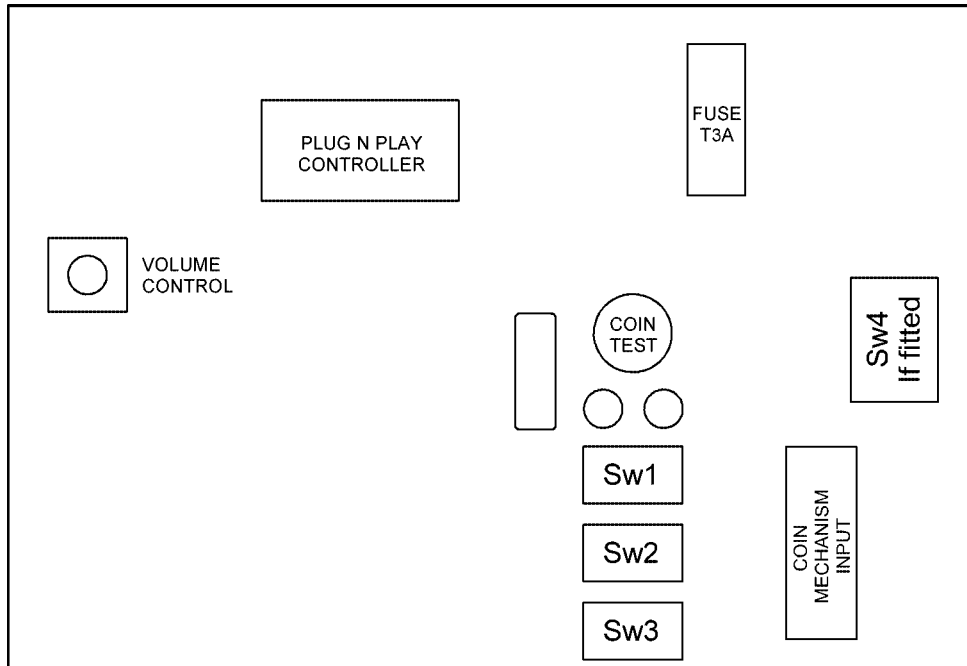 PLUG N PLAY
CONTROLLER
FUSE
T3A
VOLUME
CONTROL
COIN
TEST
Sw4
If fitted
Sw1
Sw2
Sw3
COIN
MECHANISM
INPUT